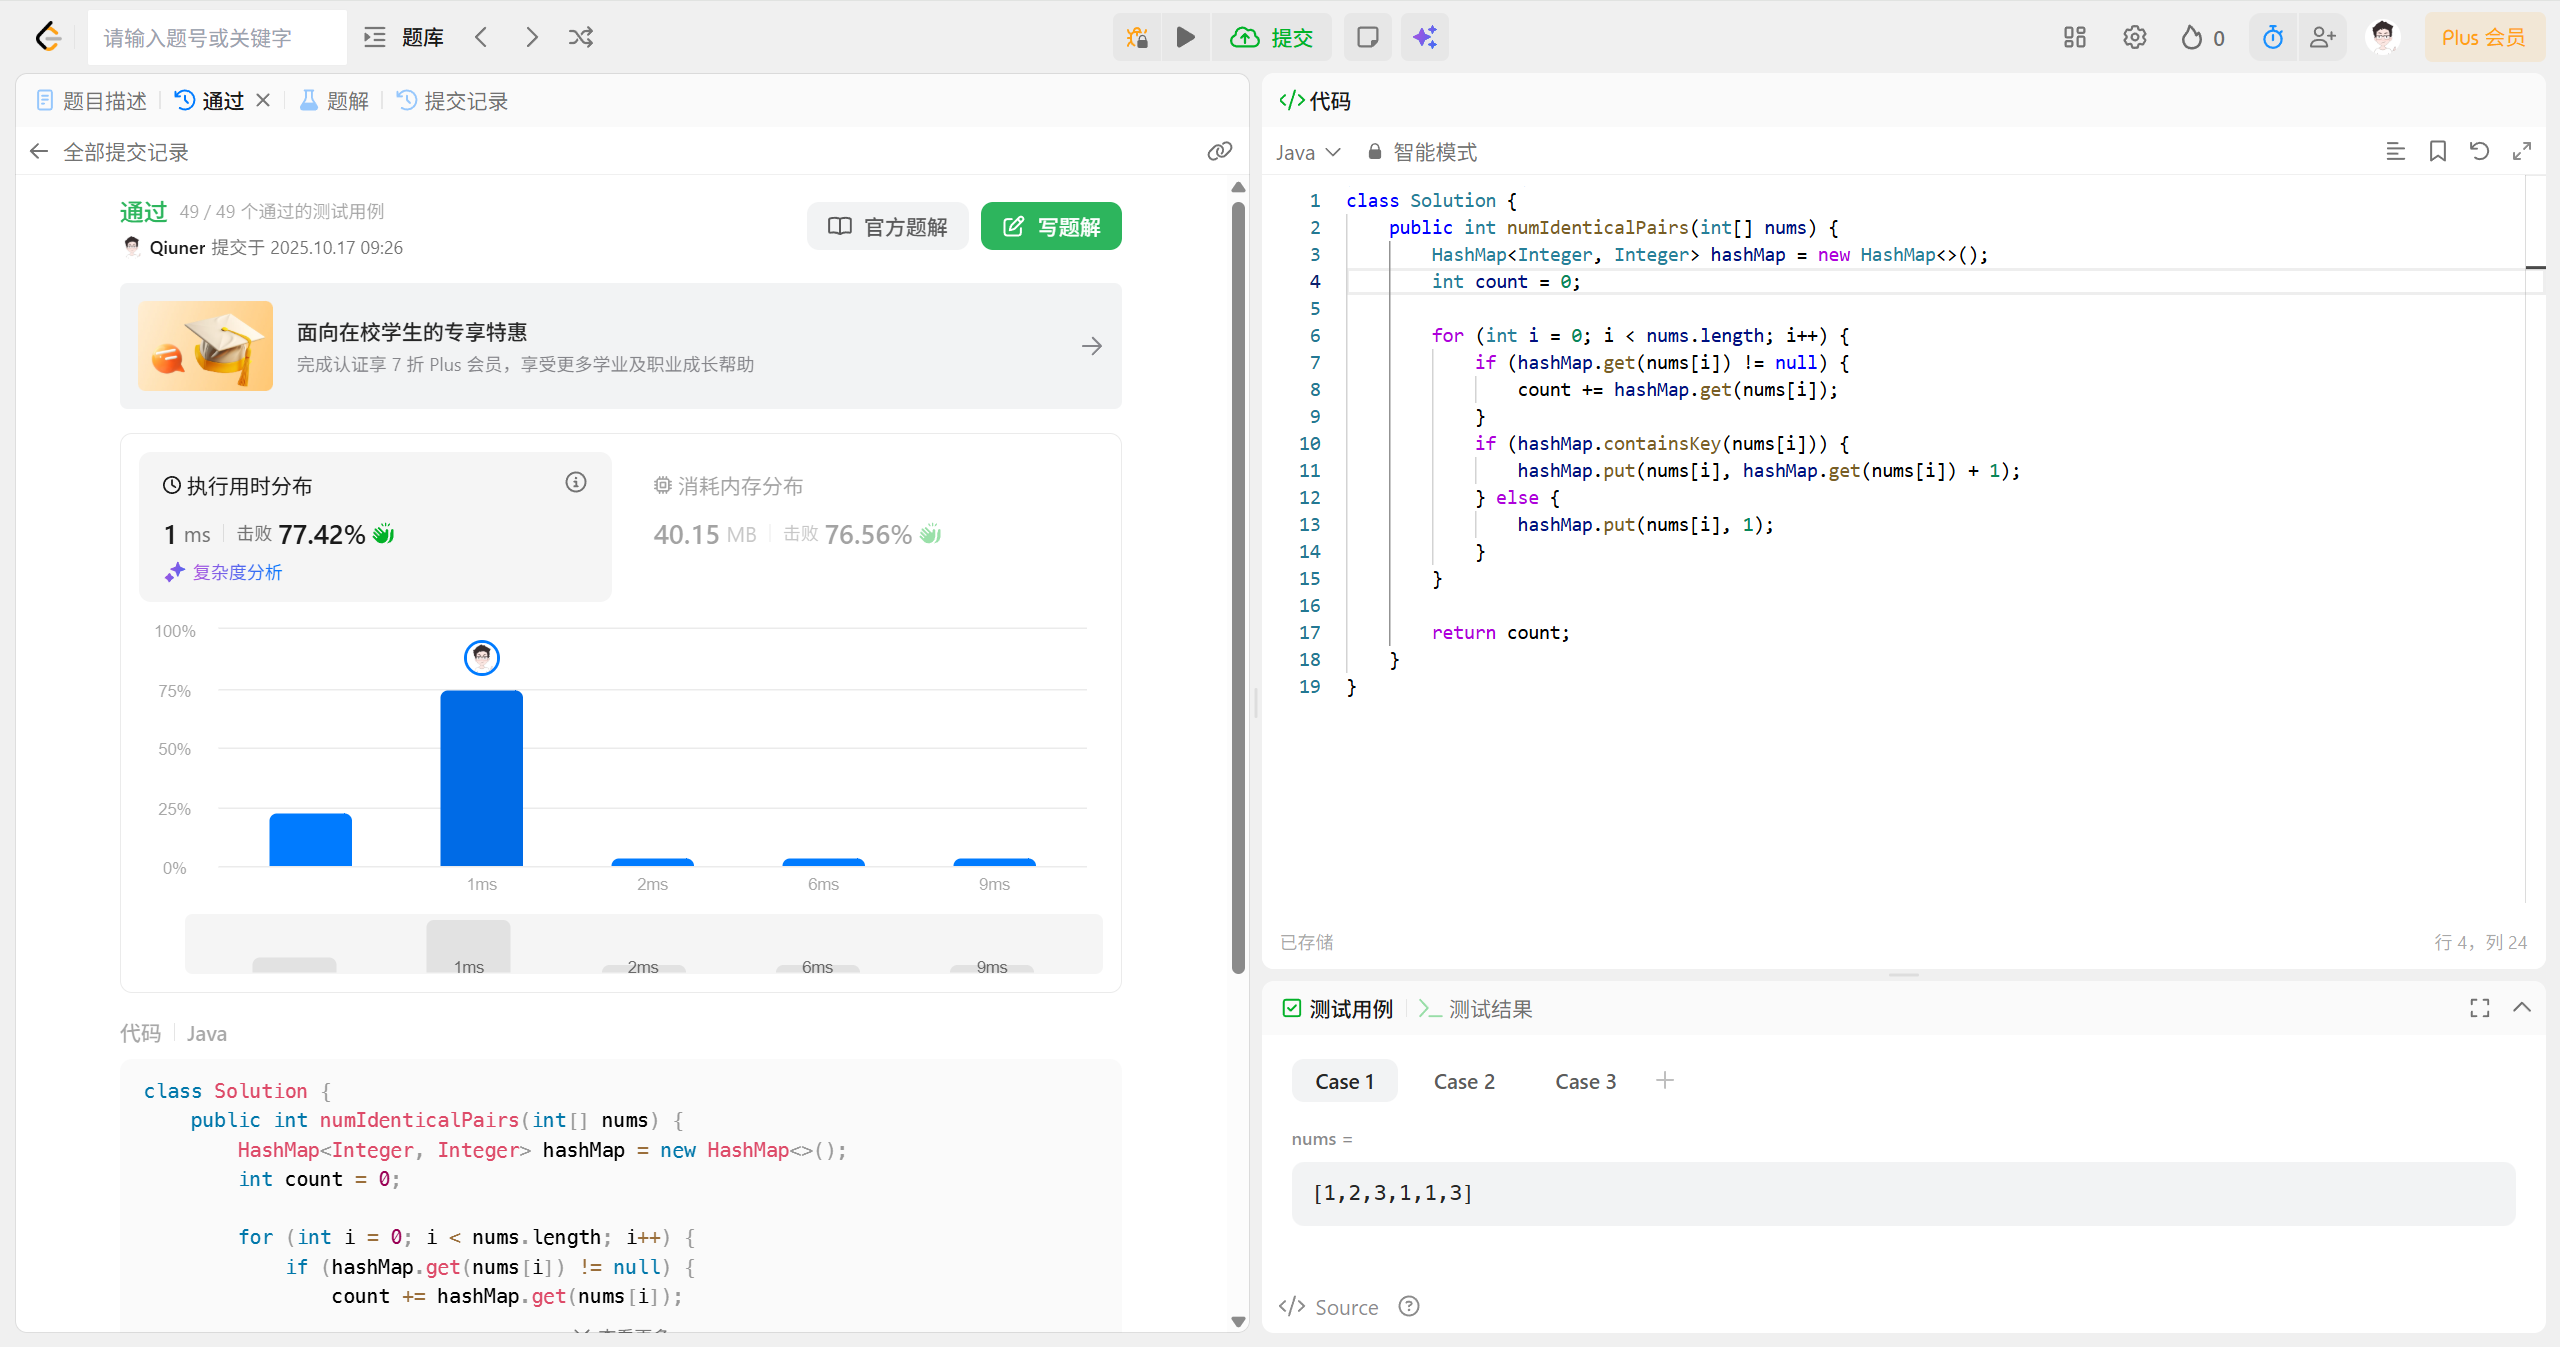 请输入题号或关键字
题库
提交
0
Plus 会员
题目描述
通过
题解
提交记录
全部提交记录
通过 49 / 49 个通过的测试用例
Qiuner 提交于 2025.10.17 09:26
官方题解
写题解
面向在校学生的专享特惠
完成认证享 7 折 Plus 会员，享受更多学业及职业成长帮助
执行用时分布
1 ms 击败 77.42%
复杂度分析
消耗内存分布
40.15 MB 击败 76.56%
100%
75%
50%
25%
0%
1ms 2ms 6ms 9ms
1ms 2ms 6ms 9ms
代码 Java
class Solution {
    public int numIdenticalPairs(int[] nums) {
        HashMap<Integer, Integer> hashMap = new HashMap<>();
        int count = 0;
        for (int i = 0; i < nums.length; i++) {
            if (hashMap.get(nums[i]) != null) {
                count += hashMap.get(nums[i]);
代码
Java
智能模式
1 class Solution {
2     public int numIdenticalPairs(int[] nums) {
3         HashMap<Integer, Integer> hashMap = new HashMap<>();
4         int count = 0;
5
6         for (int i = 0; i < nums.length; i++) {
7             if (hashMap.get(nums[i]) != null) {
8                 count += hashMap.get(nums[i]);
9             }
10             if (hashMap.containsKey(nums[i])) {
11                 hashMap.put(nums[i], hashMap.get(nums[i]) + 1);
12             } else {
13                 hashMap.put(nums[i], 1);
14             }
15         }
16
17         return count;
18     }
19 }
已存储
行 4，列 24
测试用例
测试结果
Case 1 Case 2 Case 3
nums =
[1,2,3,1,1,3]
Source